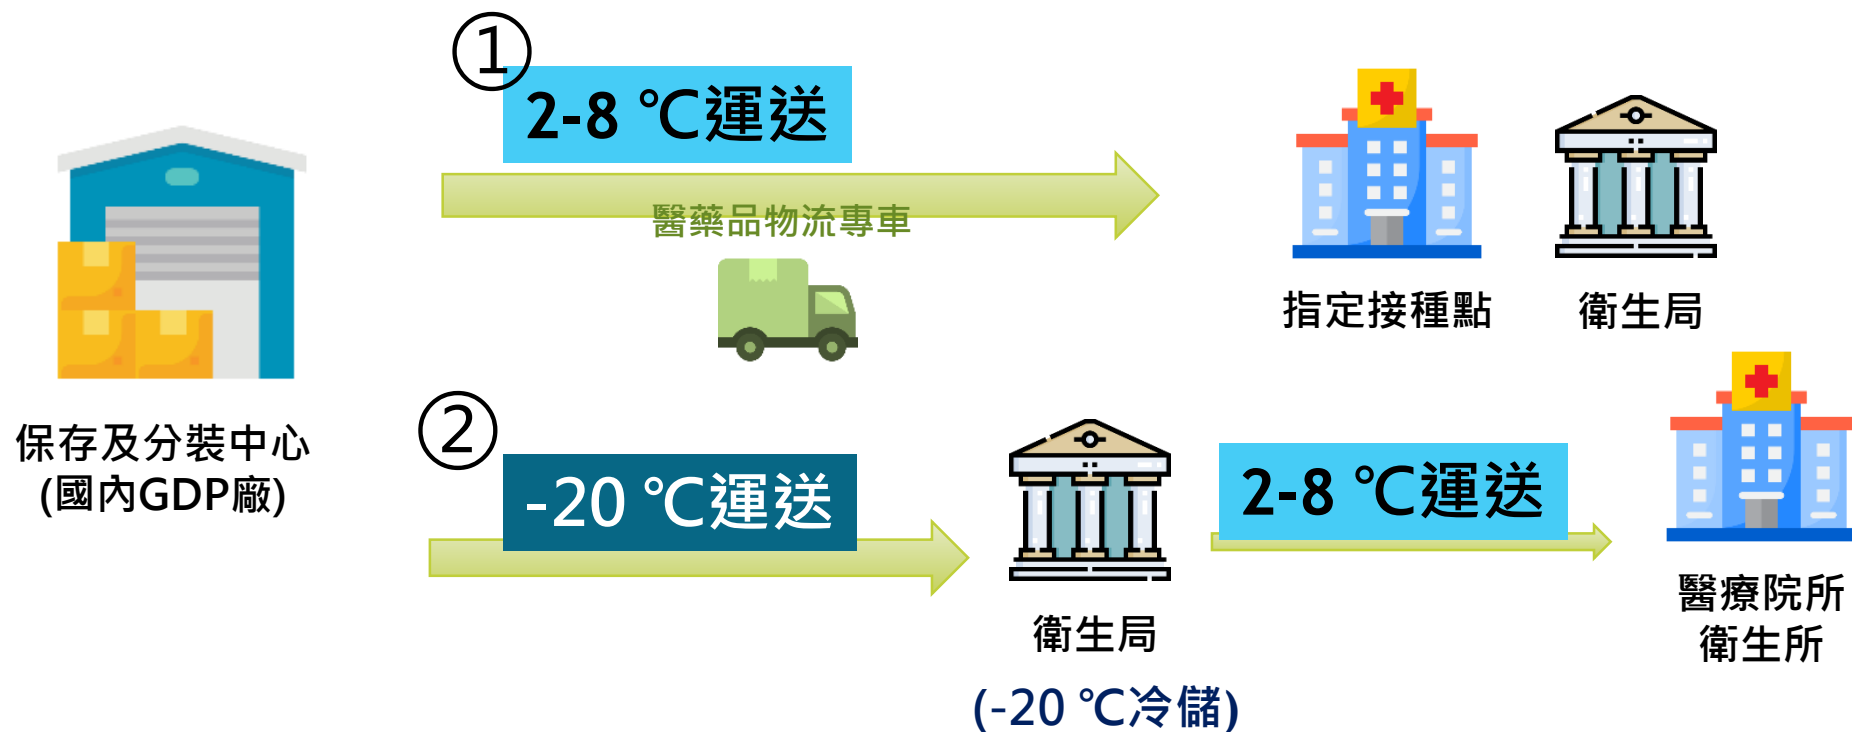 ①
2-8 ℃運送
醫藥品物流專車
指定接種點
衛生局
保存及分裝中心
(國內GDP廠)
②
-20 ℃運送
衛生局
(-20 ℃冷儲)
2-8 ℃運送
醫療院所
衛生所